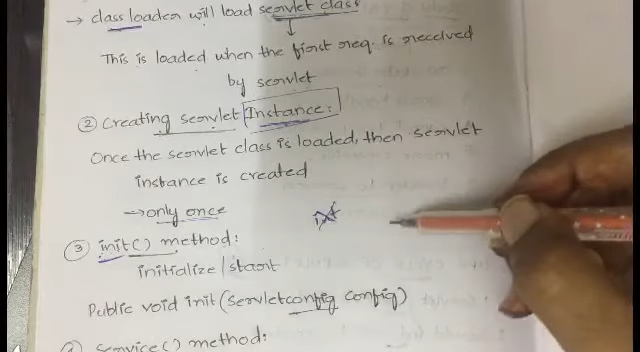 → class loader will load servlet class
This is loaded when the first req. is received
by servlet
② Creating servlet Instance:
Once the servlet class is loaded, then servlet
instance is created
→ only once
③ init() method:
initialize/start
Public void init(Servletconfig config)
④ Service() method: